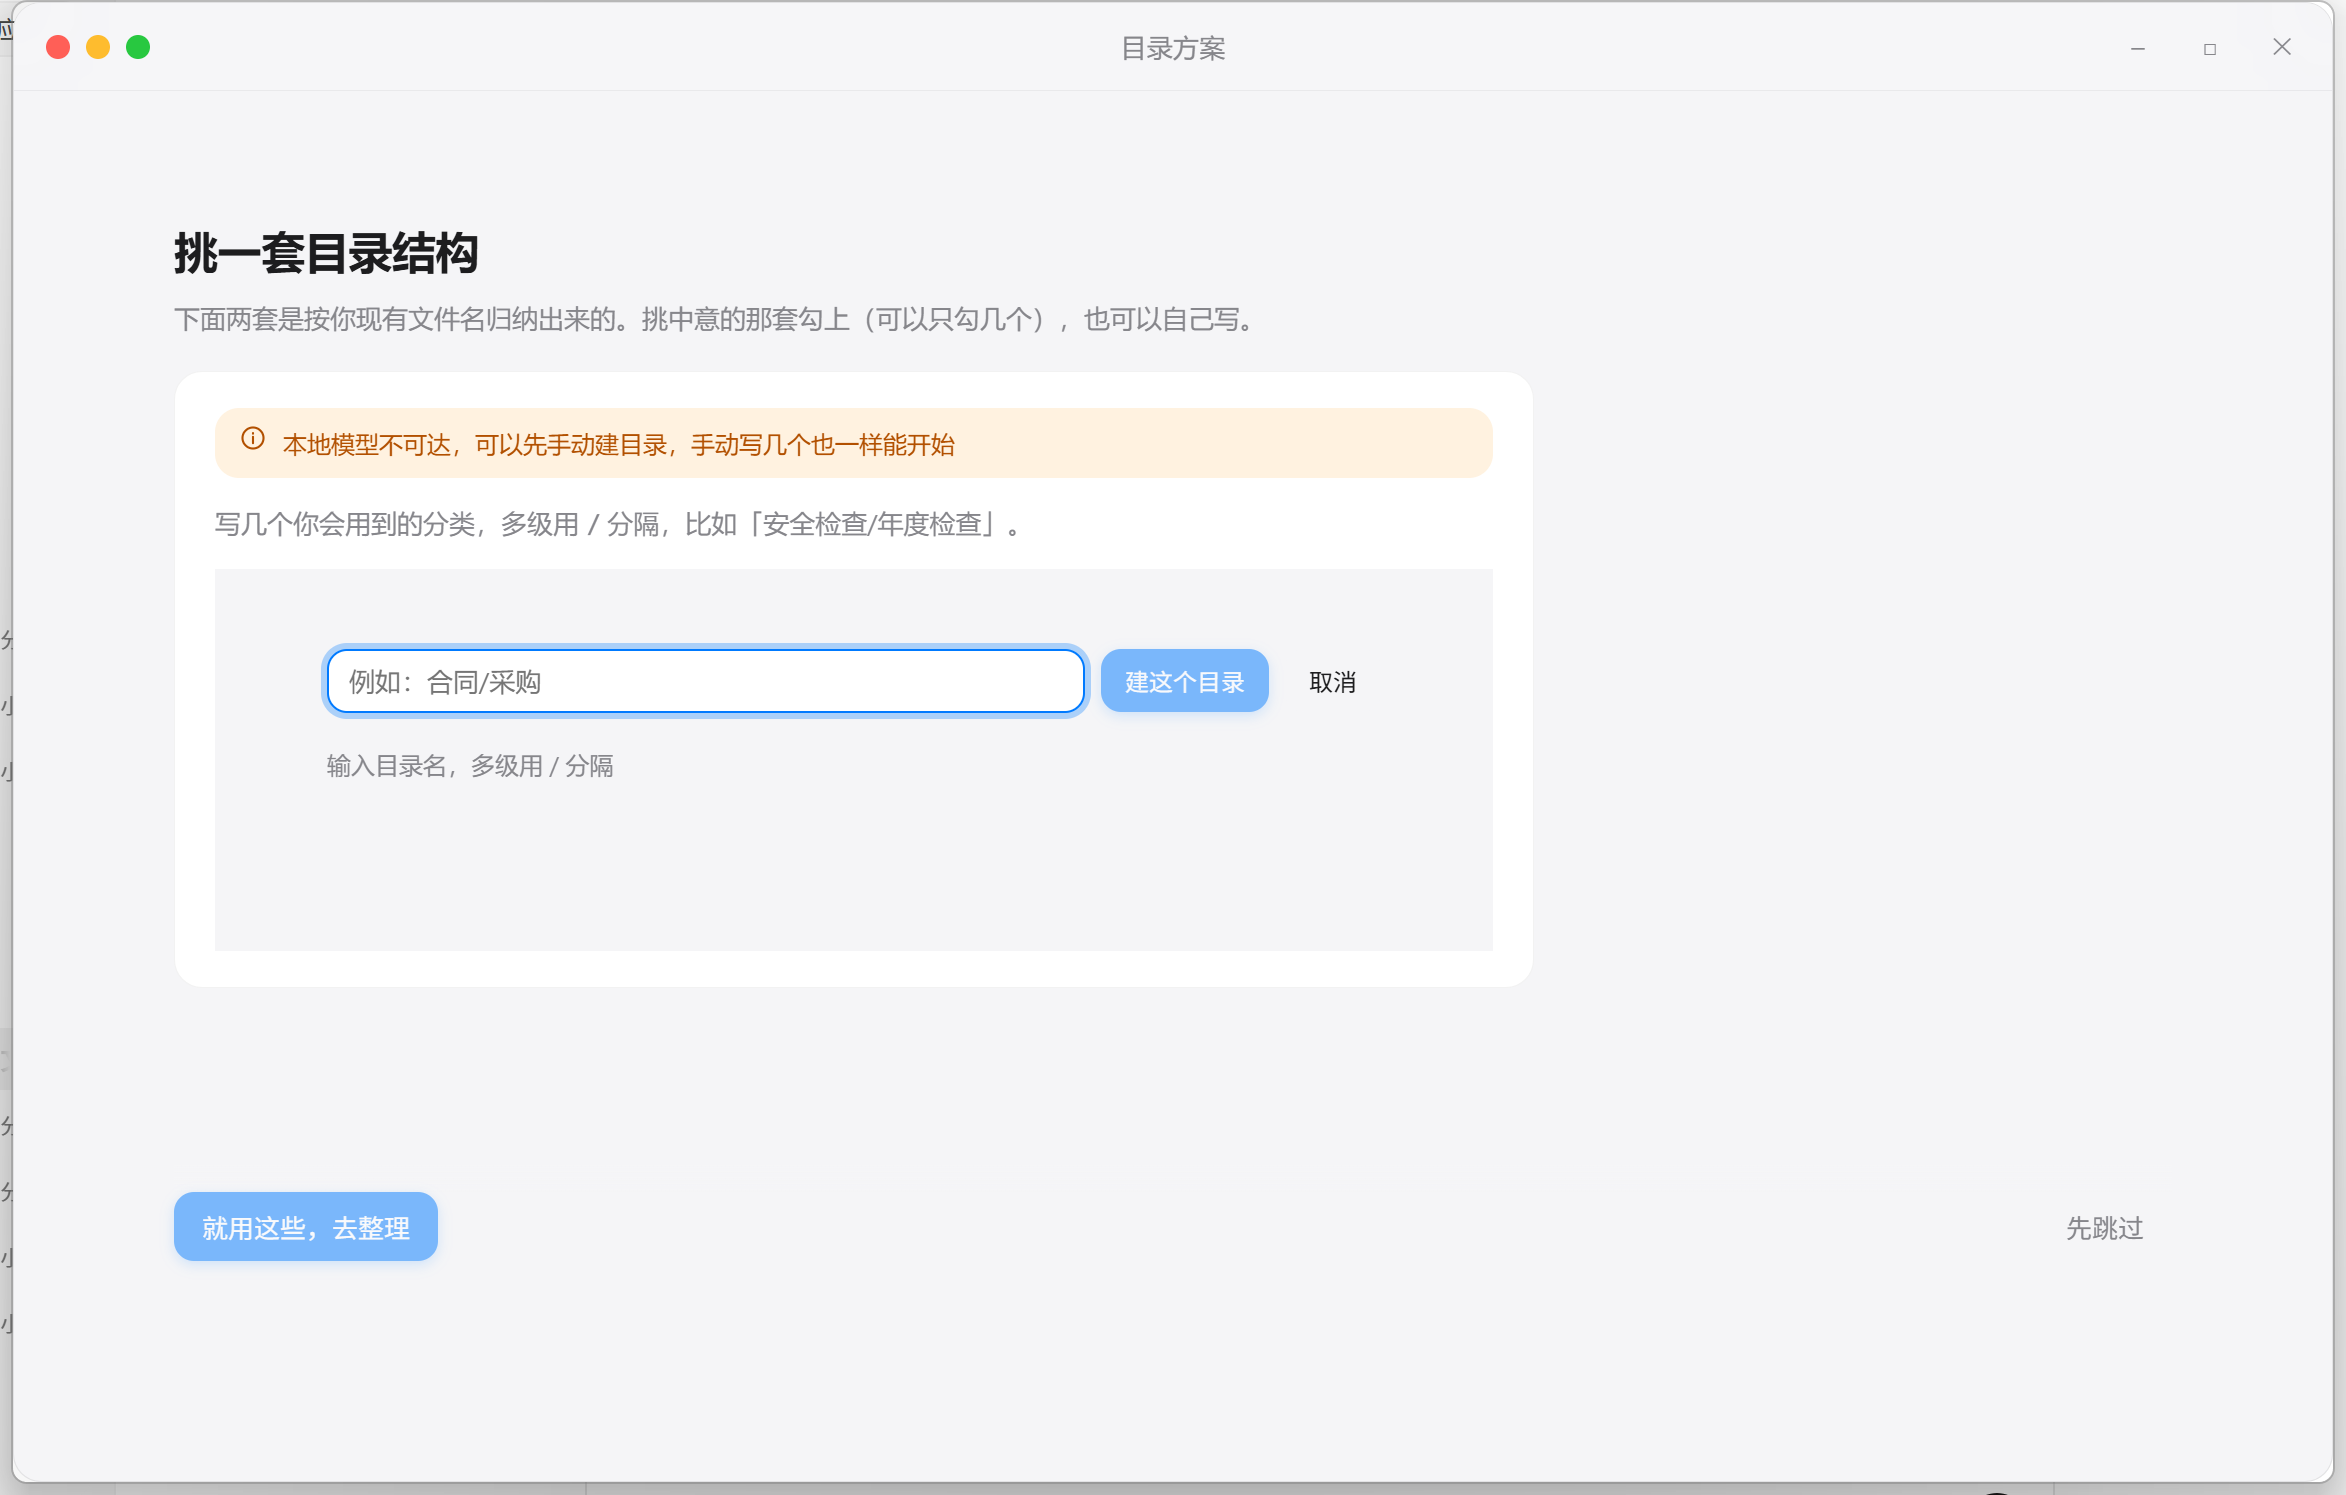 目录方案
挑一套目录结构
下面两套是按你现有文件名归纳出来的。挑中意的那套勾上（可以只勾几个），也可以自己写。
本地模型不可达，可以先手动建目录，手动写几个也一样能开始
写几个你会用到的分类，多级用 / 分隔，比如「安全检查/年度检查」。
例如：合同/采购
建这个目录
取消
输入目录名，多级用 / 分隔
就用这些，去整理
先跳过